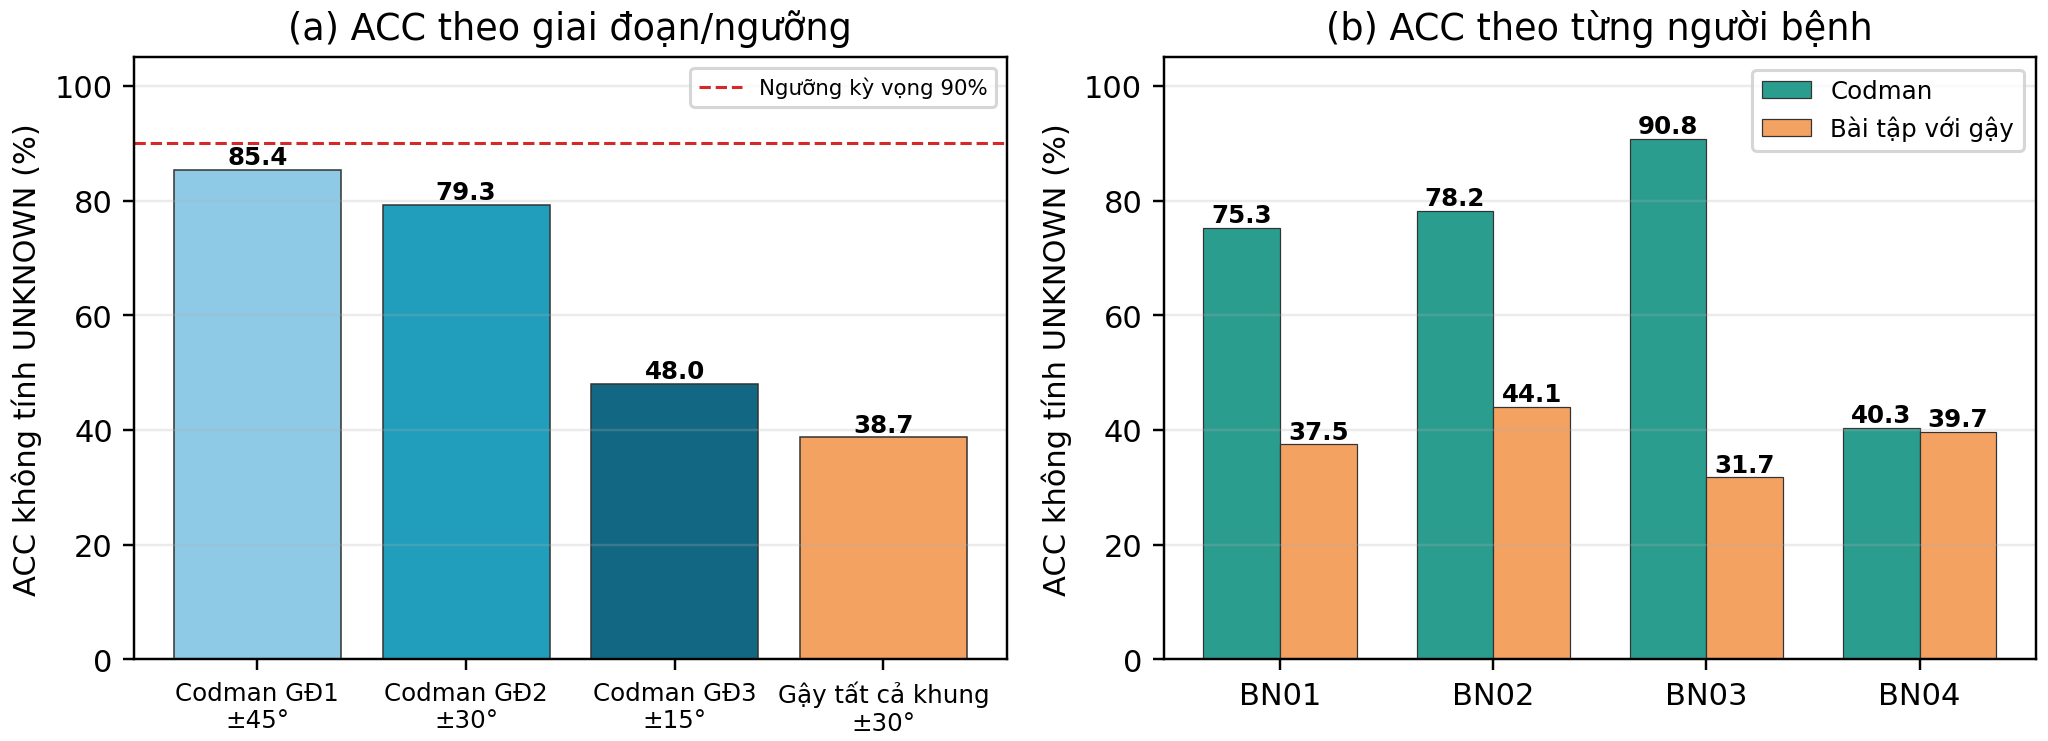 (a) ACC theo giai đoạn/ngưỡng
ACC không tính UNKNOWN (%)
100
80
60
40
20
0
Ngưỡng kỳ vọng 90%
85.4
79.3
48.0
38.7
Codman GĐ1
±45°
Codman GĐ2
±30°
Codman GĐ3
±15°
Gậy tất cả khung
±30°
(b) ACC theo từng người bệnh
ACC không tính UNKNOWN (%)
100
80
60
40
20
0
Codman
Bài tập với gậy
75.3
37.5
78.2
44.1
90.8
31.7
40.3
39.7
BN01
BN02
BN03
BN04